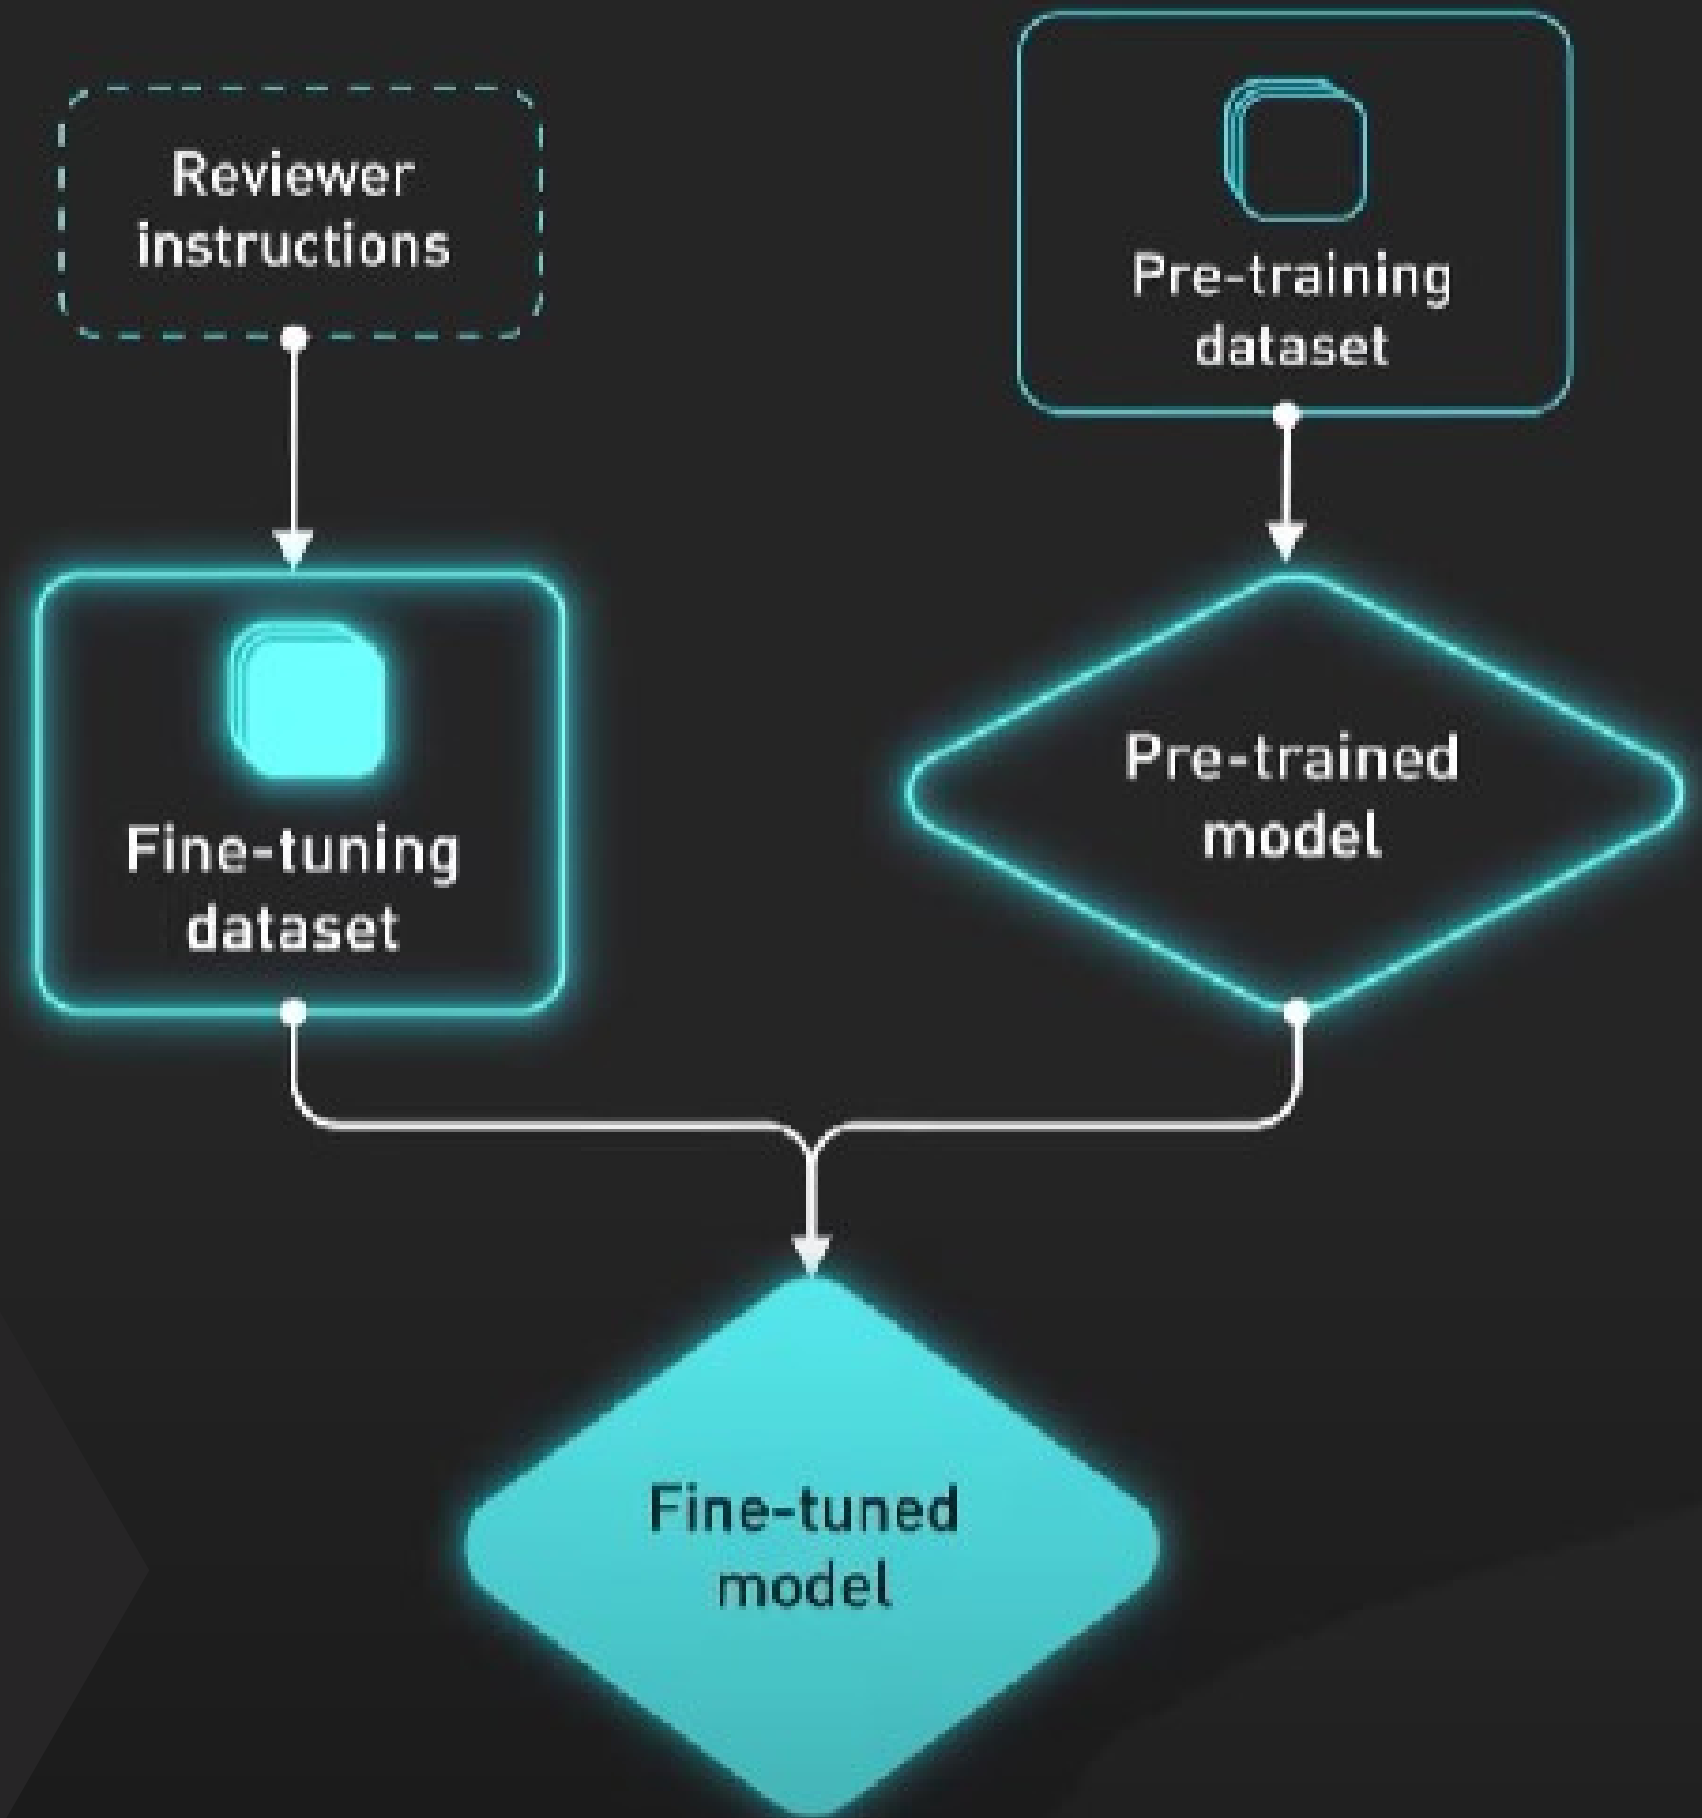 Reviewer
instructions
Pre-training
dataset
Fine-tuning
dataset
Pre-trained
model
Fine-tuned
model